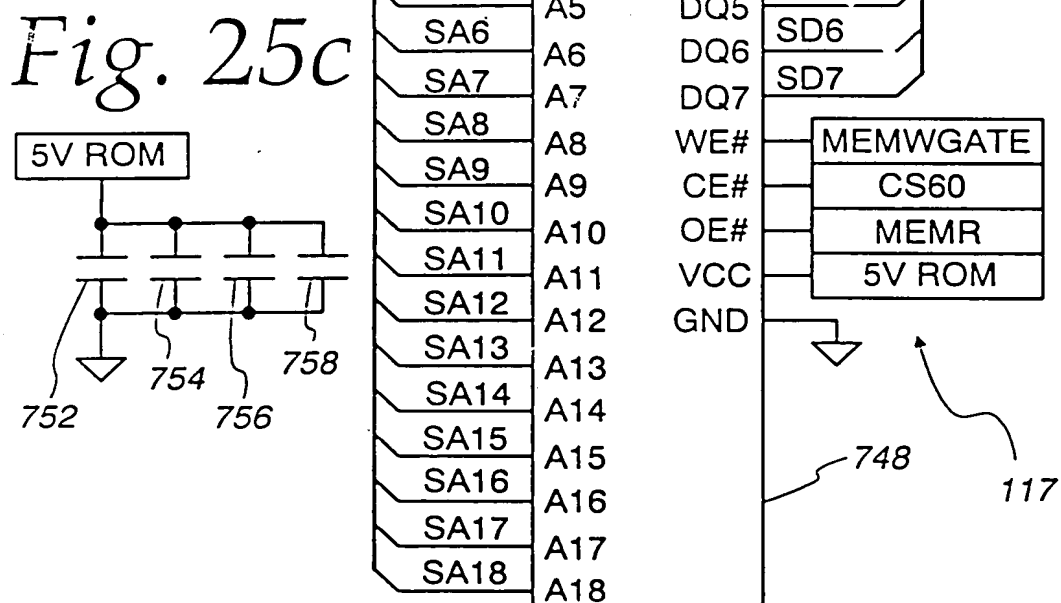 Fig. 25c
5V ROM
752
754
756
758
A5
SA6
A6
SA7
A7
SA8
A8
SA9
A9
SA10
A10
SA11
A11
SA12
A12
SA13
A13
SA14
A14
SA15
A15
SA16
A16
SA17
A17
SA18
A18
DQ5
DQ6
SD6
DQ7
SD7
WE#
MEMWGATE
CE#
CS60
OE#
MEMR
VCC
5V ROM
GND
748
117